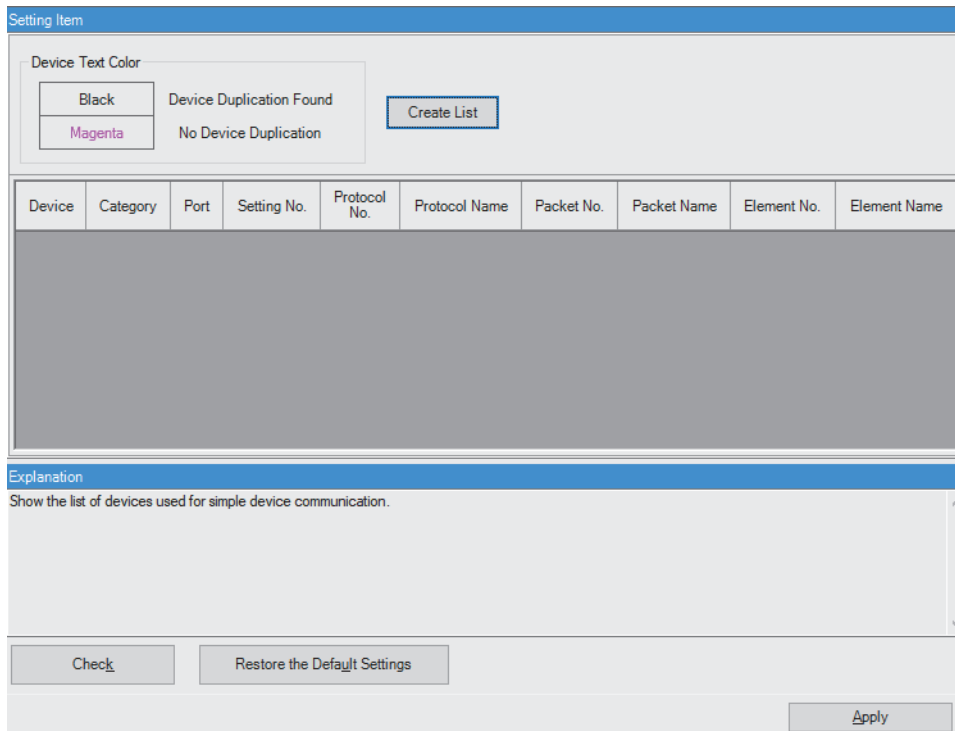 Setting Item
Device Text Color
Black Device Duplication Found
Create List
Magenta No Device Duplication
Device Category Port Setting No. Protocol No. Protocol Name Packet No. Packet Name Element No. Element Name
Explanation
Show the list of devices used for simple device communication.
Check Restore the Default Settings
Apply